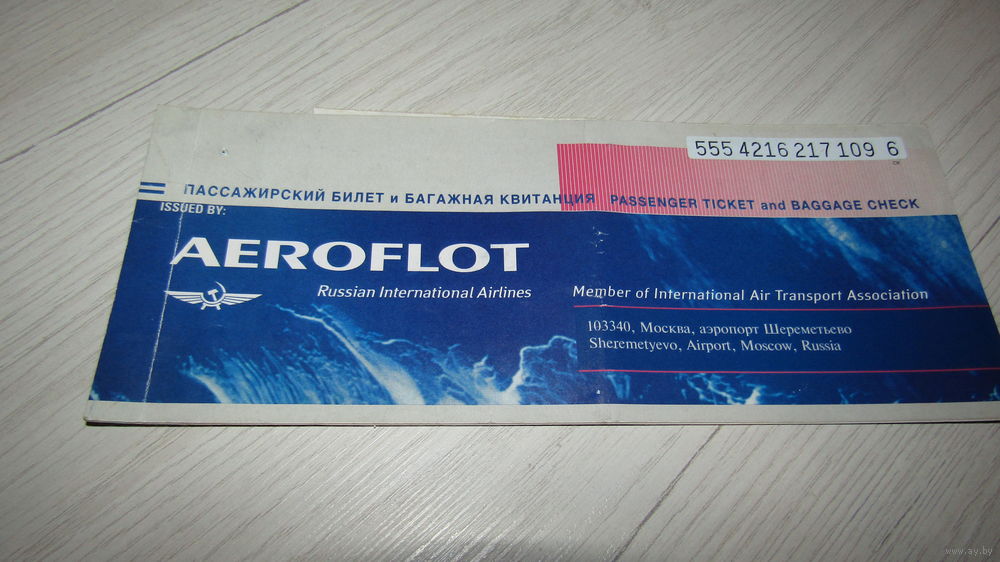 555 4216 217 109 6
ПАССАЖИРСКИЙ БИЛЕТ и БАГАЖНАЯ КВИТАНЦИЯ PASSENGER TICKET and BAGGAGE CHECK
ISSUED BY:
AEROFLOT
Russian International Airlines
Member of International Air Transport Association
103340, Москва, аэропорт Шереметьево
Sheremetyevo, Airport, Moscow, Russia
www.ay.by